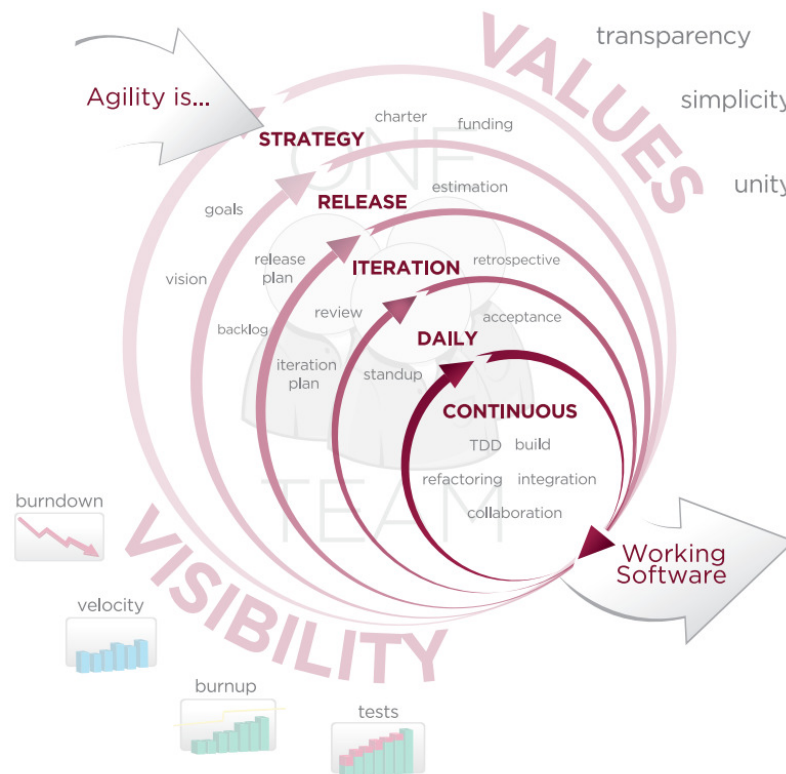 Agility is...
VALUES
transparency
simplicity
unity
ONE
STRATEGY
charter
funding
RELEASE
goals
vision
estimation
ITERATION
release
plan
backlog
retrospective
DAILY
review
iteration
plan
acceptance
CONTINUOUS
standup
TDD
build
refactoring
integration
collaboration
TEAM
Working
Software
VISIBILITY
burndown
velocity
burnup
tests